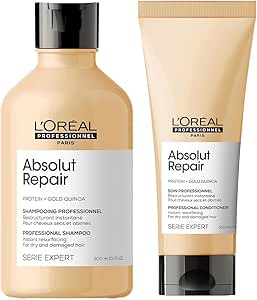 L'ORÉAL
PROFESSIONNEL
PARIS
Absolut
Repair
PROTEIN + GOLD QUINOA
SHAMPOOING PROFESSIONNEL
Restructurant instantané
Pour cheveux secs et abîmés
PROFESSIONAL SHAMPOO
Instant resurfacing
For dry and damaged hair
SERIE EXPERT
L'ORÉAL
PROFESSIONNEL
PARIS
Absolut
Repair
PROTEIN + GOLD QUINOA
SOIN PROFESSIONNEL
Restructurant instantané
Pour cheveux secs et abîmés
PROFESSIONAL CONDITIONER
Instant resurfacing
For dry and damaged hair
SERIE EXPERT